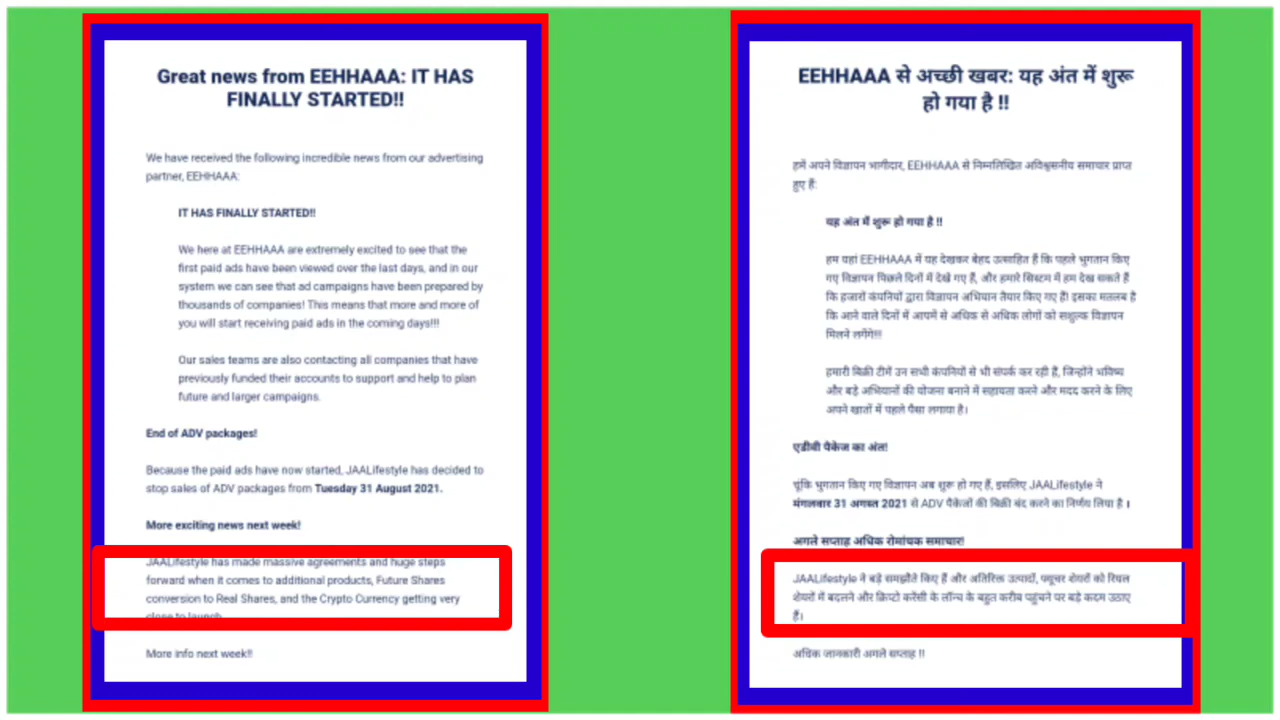 Great news from EEHHAAA: IT HAS
FINALLY STARTED!!
We have received the following incredible news from our advertising
partner, EEHHAAA:
IT HAS FINALLY STARTED!!
We here at EEHHAAA are extremely excited to see that the
first paid ads have been viewed over the last days, and in our
system we can see that ad campaigns have been prepared by
thousands of companies! This means that more and more of
you will start receiving paid ads in the coming days!!!
Our sales teams are also contacting all companies that have
previously funded their accounts to support and help to plan
future and larger campaigns.
End of ADV packages!
Because the paid ads have now started, JAALifestyle has decided to
stop sales of ADV packages from Tuesday 31 August 2021.
More exciting news next week!
JAALifestyle has made massive agreements and huge steps
forward when it comes to additional products, Future Shares
conversion to Real Shares, and the Crypto Currency getting very
close to launch
More info next week!!
EEHHAAA से अच्छी खबर: यह अंत में शुरू
हो गया है !!
हमें अपने विज्ञापन भागीदार, EEHHAAA से निम्नलिखित अविश्वसनीय समाचार प्राप्त
हुए हैं:
यह अंत में शुरू हो गया है !!
हम यहां EEHHAAA में यह देखकर बेहद उत्साहित हैं कि पहले भुगतान किए
गए विज्ञापन पिछले दिनों में देखे गए हैं, और हमारे सिस्टम में हम देख सकते हैं
कि हजारों कंपनियों द्वारा विज्ञापन अभियान तैयार किए गए हैं! इसका मतलब है
कि आने वाले दिनों में आपमें से अधिक से अधिक लोगों को सशुल्क विज्ञापन
मिलने लगेंगे!!!
हमारी बिक्री टीमें उन सभी कंपनियों से भी संपर्क कर रही हैं, जिन्होंने भविष्य
और बड़े अभियानों की योजना बनाने में सहायता करने और मदद करने के लिए
अपने खातों में पहले पैसा लगाया है।
एडीवी पैकेज का अंत!
चूंकि भुगतान किए गए विज्ञापन अब शुरू हो गए हैं, इसलिए JAALifestyle ने
मंगलवार 31 अगस्त 2021 से ADV पैकेजों की बिक्री बंद करने का निर्णय लिया है ।
अगले सप्ताह अधिक रोमांचक समाचार!
JAALifestyle ने बड़े समझौते किए हैं और अतिरिक्त उत्पादों, फ्यूचर शेयरों को रियल
शेयरों में बदलने और क्रिप्टो करेंसी के लॉन्च के बहुत करीब पहुंचने पर बड़े कदम उठाए
हैं।
अधिक जानकारी अगले सप्ताह !!